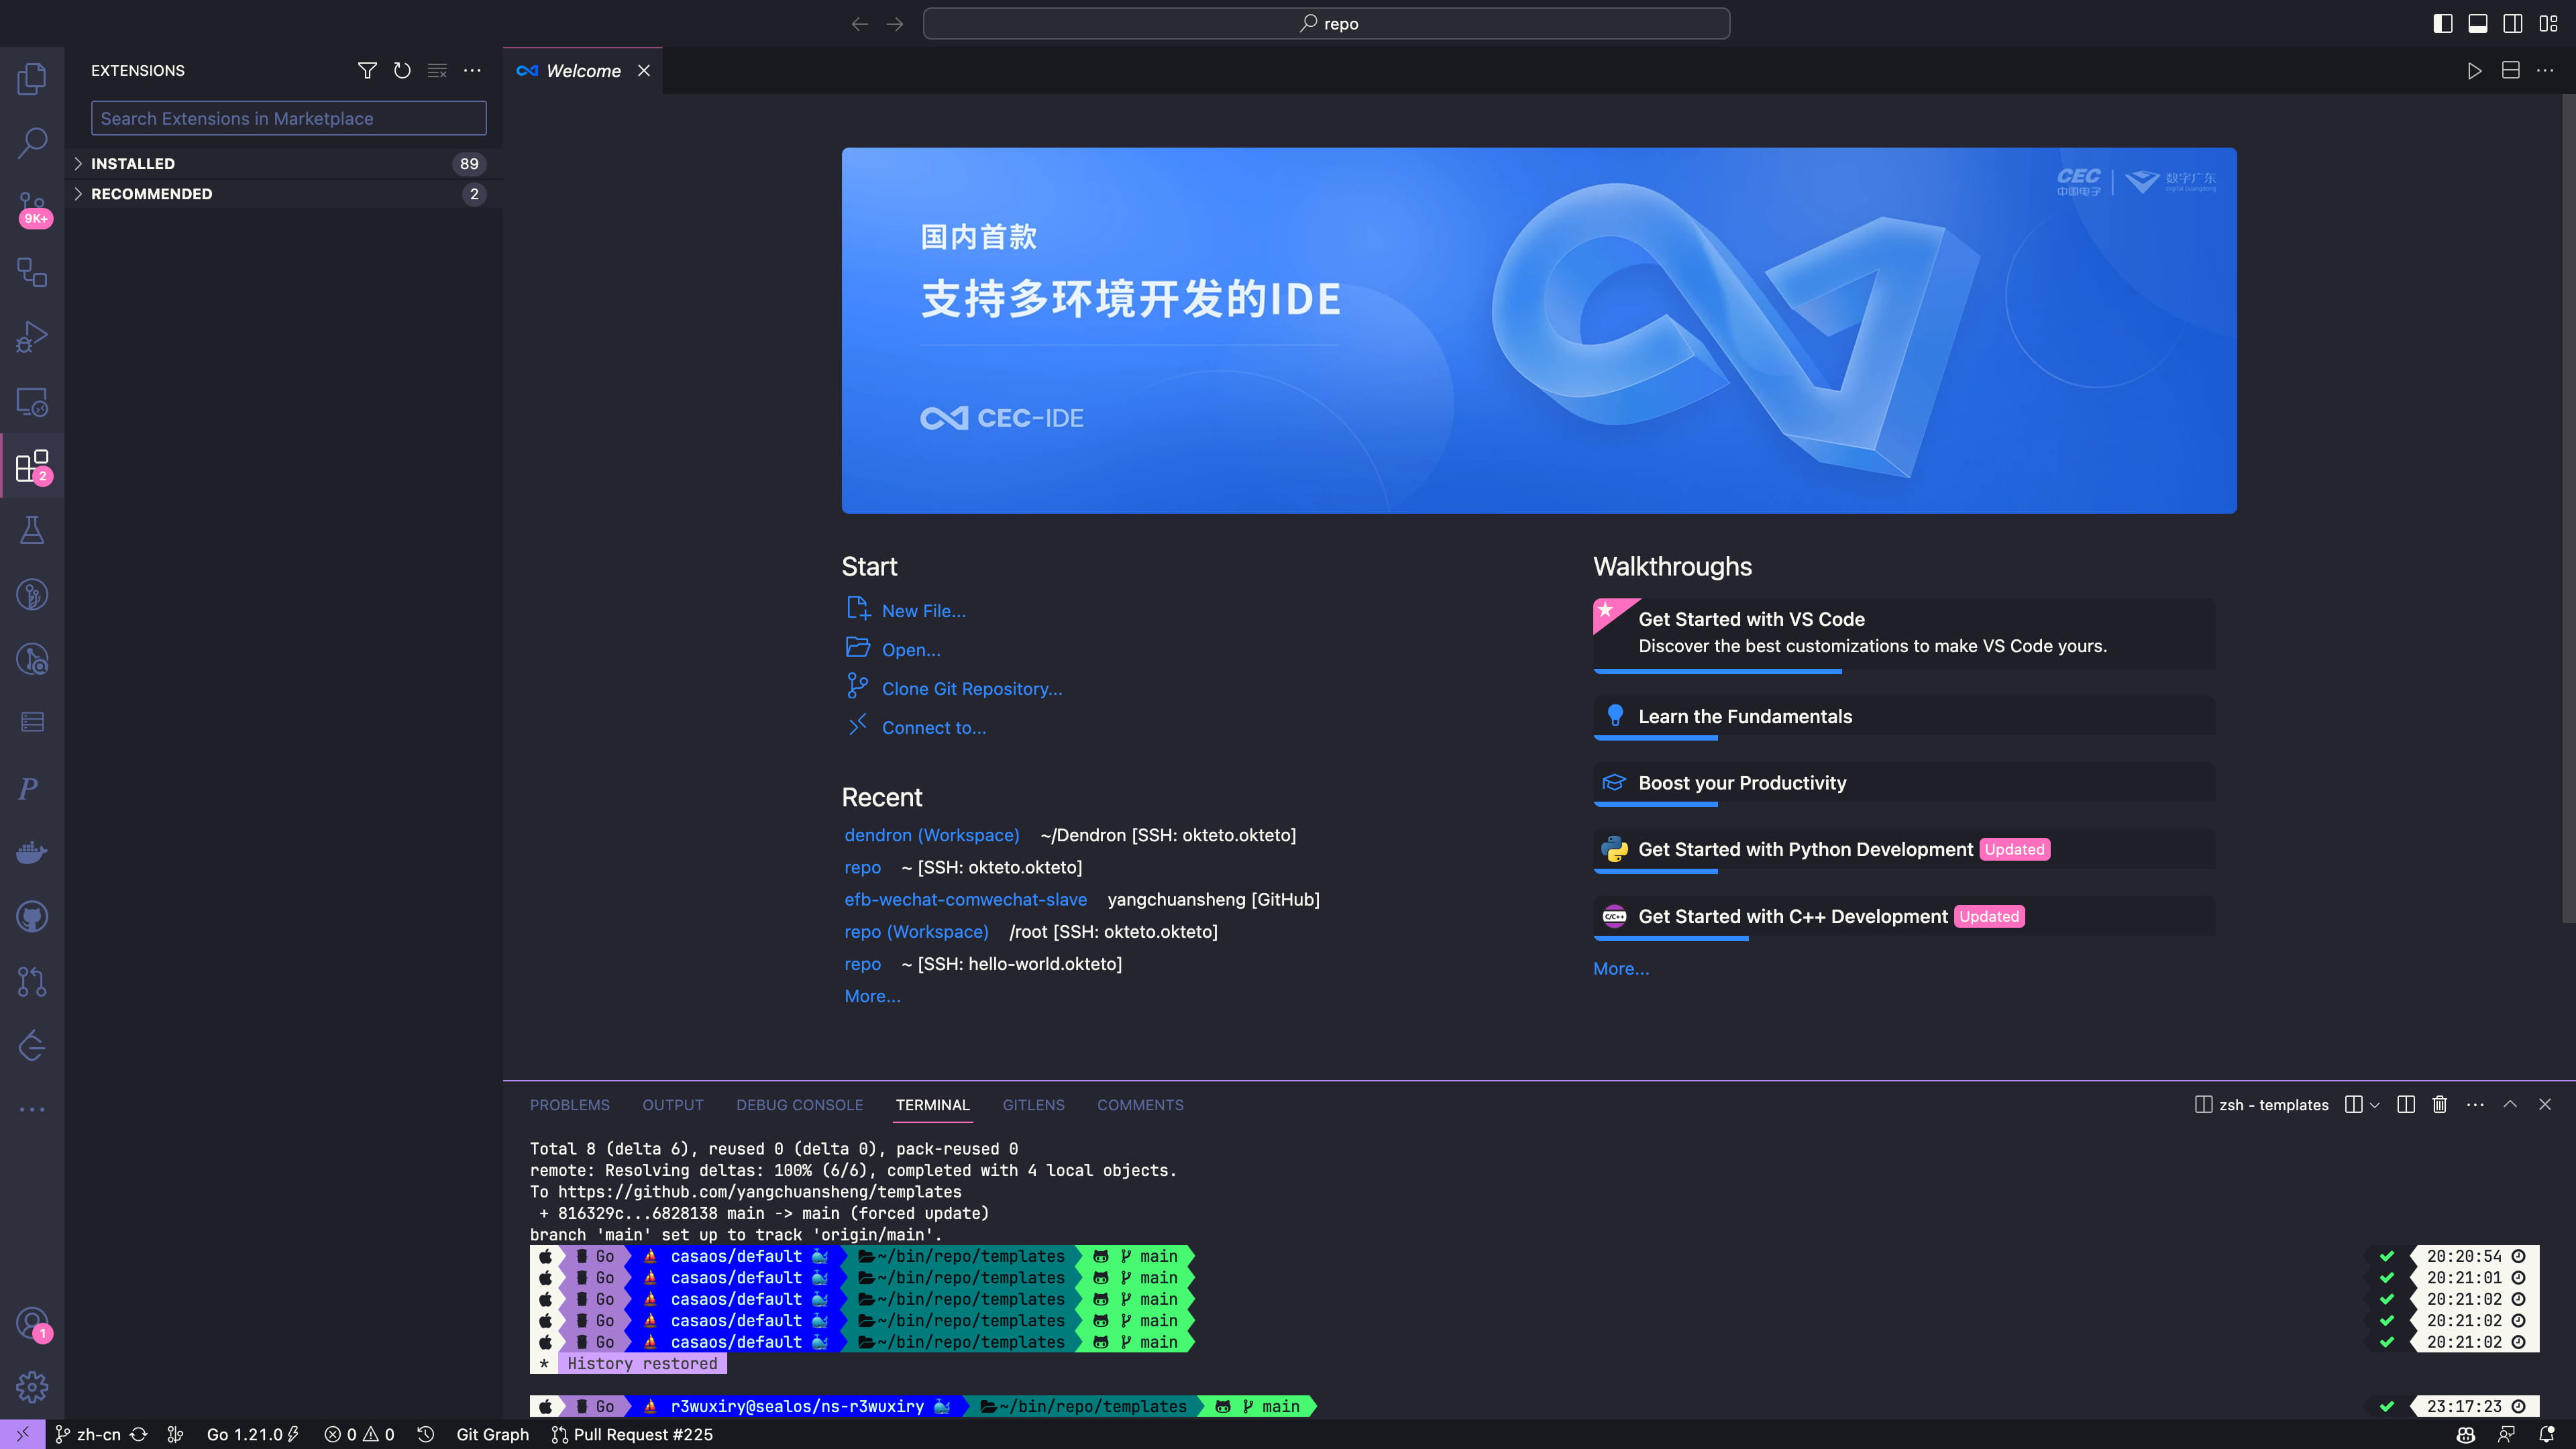 repo
EXTENSIONS
Search Extensions in Marketplace
INSTALLED 89
RECOMMENDED 2
9K+
2
1
Welcome
CEC 中国电子 数字广东 Digital Guangdong
国内首款
支持多环境开发的IDE
CEC-IDE
Start
New File...
Open...
Clone Git Repository...
Connect to...
Recent
dendron (Workspace) ~/Dendron [SSH: okteto.okteto]
repo ~ [SSH: okteto.okteto]
efb-wechat-comwechat-slave yangchuansheng [GitHub]
repo (Workspace) /root [SSH: okteto.okteto]
repo ~ [SSH: hello-world.okteto]
More...
Walkthroughs
Get Started with VS Code
Discover the best customizations to make VS Code yours.
Learn the Fundamentals
Boost your Productivity
Get Started with Python Development Updated
C/C++ Get Started with C++ Development Updated
More...
PROBLEMS OUTPUT DEBUG CONSOLE TERMINAL GITLENS COMMENTS zsh - templates
Total 8 (delta 6), reused 0 (delta 0), pack-reused 0
remote: Resolving deltas: 100% (6/6), completed with 4 local objects.
To https://github.com/yangchuansheng/templates
+ 816329c...6828138 main -> main (forced update)
branch 'main' set up to track 'origin/main'.
Go casaos/default ~/bin/repo/templates main 20:20:54
Go casaos/default ~/bin/repo/templates main 20:21:01
Go casaos/default ~/bin/repo/templates main 20:21:02
Go casaos/default ~/bin/repo/templates main 20:21:02
Go casaos/default ~/bin/repo/templates main 20:21:02
* History restored
Go r3wuxiry@sealos/ns-r3wuxiry ~/bin/repo/templates main 23:17:23
zh-cn Go 1.21.0 0 0 Git Graph Pull Request #225